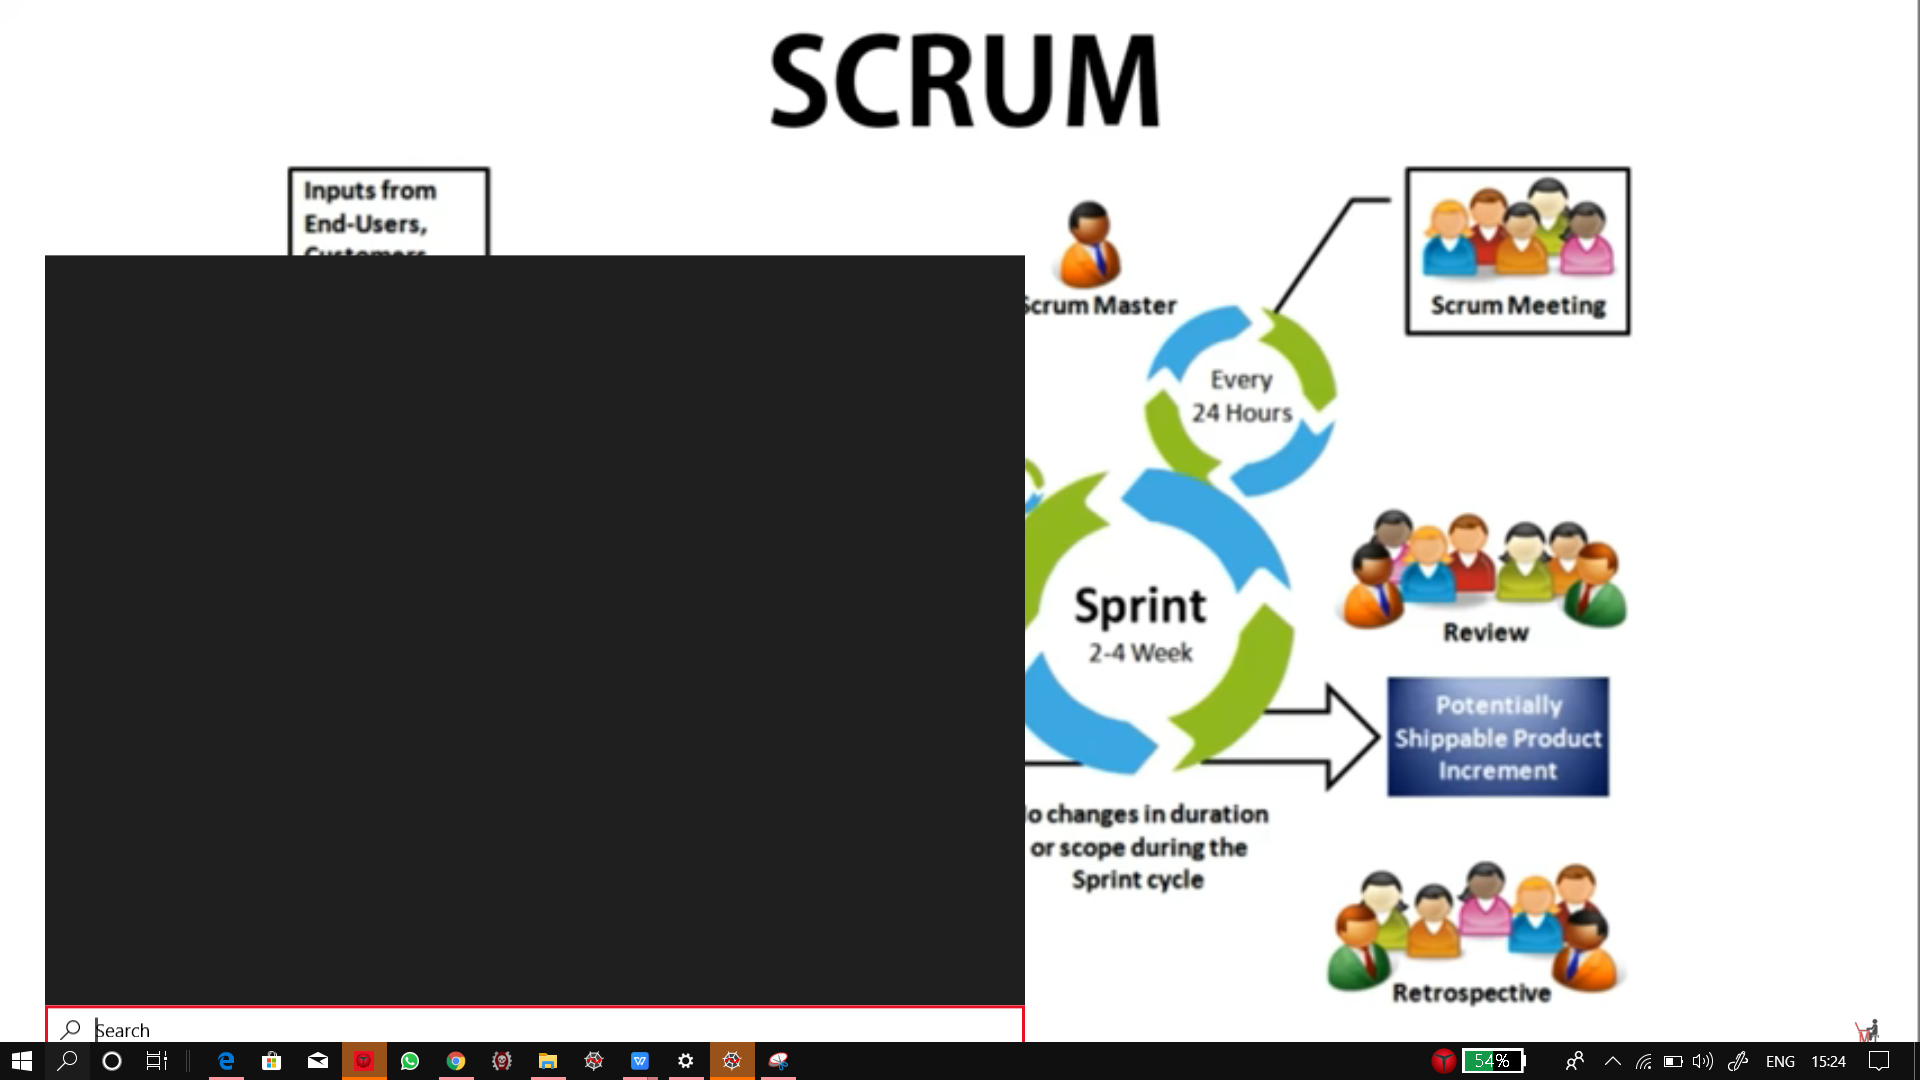 SCRUM
Inputs from
End-Users,
Customers
Scrum Master
Scrum Meeting
Every
24 Hours
Sprint
2-4 Week
Review
Potentially
Shippable Product
Increment
o changes in duration
or scope during the
Sprint cycle
Retrospective
Search
54%
ENG
15:24